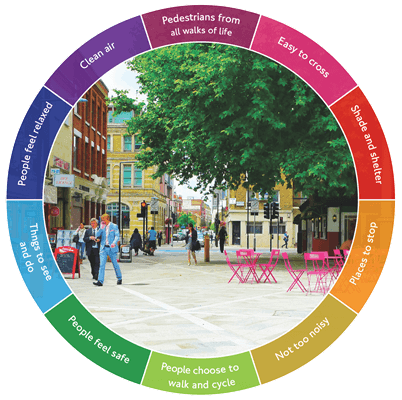 Pedestrians from
all walks of life
Easy to cross
Shade and shelter
Places to stop
Not too noisy
People choose to
walk and cycle
People feel safe
Things to see
and do
People feel relaxed
Clean air